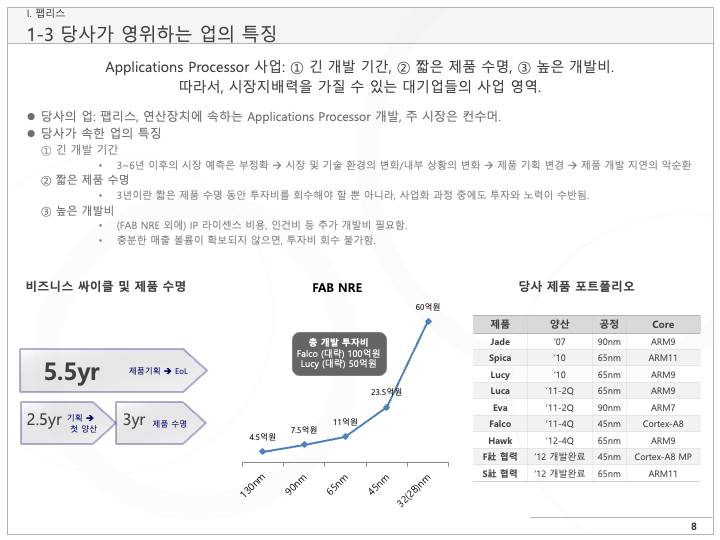 I. 팹리스
1-3 당사가 영위하는 업의 특징
Applications Processor 사업: ① 긴 개발 기간, ② 짧은 제품 수명, ③ 높은 개발비.
따라서, 시장지배력을 가질 수 있는 대기업들의 사업 영역.
● 당사의 업: 팹리스, 연산장치에 속하는 Applications Processor 개발, 주 시장은 컨수머.
● 당사가 속한 업의 특징
① 긴 개발 기간
• 3~6년 이후의 시장 예측은 부정확 → 시장 및 기술 환경의 변화/내부 상황의 변화 → 제품 기획 변경 → 제품 개발 지연의 악순환
② 짧은 제품 수명
• 3년이란 짧은 제품 수명 동안 투자비를 회수해야 할 뿐 아니라, 사업화 과정 중에도 투자와 노력이 수반됨.
③ 높은 개발비
• (FAB NRE 외에) IP 라이센스 비용, 인건비 등 추가 개발비 필요함.
• 충분한 매출 볼륨이 확보되지 않으면, 투자비 회수 불가함.
비즈니스 싸이클 및 제품 수명
5.5yr 제품기획 → EoL
2.5yr 기획 →
첫 양산
3yr 제품 수명
FAB NRE
60억원
총 개발 투자비
Falco (대략) 100억원
Lucy (대략) 50억원
23.5억원
11억원
7.5억원
4.5억원
130nm 90nm 65nm 45nm 32(28)nm
당사 제품 포트폴리오
제품 양산 공정 Core
Jade '07 90nm ARM9
Spica '10 65nm ARM11
Lucy '10 65nm ARM9
Luca '11-2Q 65nm ARM9
Eva '11-2Q 90nm ARM7
Falco '11-4Q 45nm Cortex-A8
Hawk '12-4Q 65nm ARM9
F社 협력 '12 개발완료 45nm Cortex-A8 MP
S社 협력 '12 개발완료 65nm ARM11
8